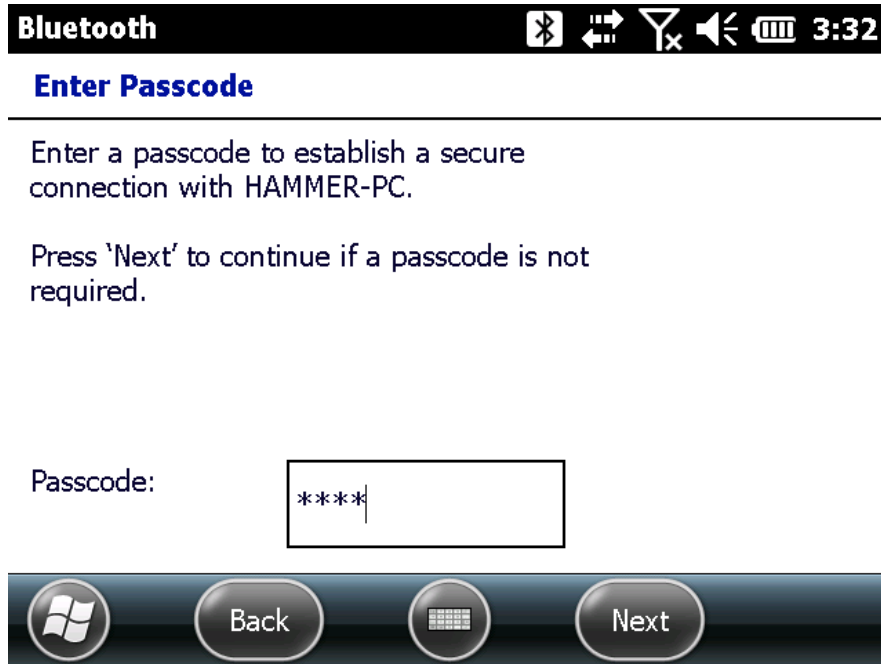 Bluetooth 3:32
Enter Passcode
Enter a passcode to establish a secure
connection with HAMMER-PC.
Press ‘Next’ to continue if a passcode is not
required.
Passcode: ****
Back Next